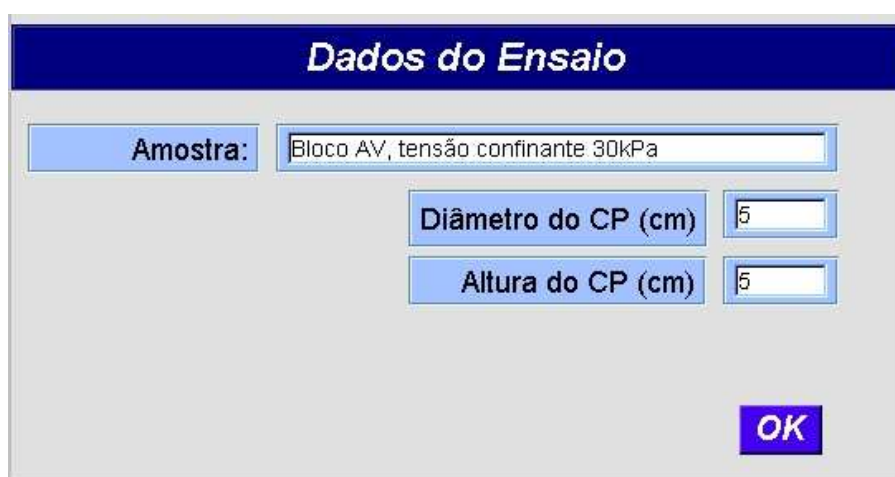 Dados do Ensaio
Amostra: Bloco AV, tensão confinante 30kPa
Diâmetro do CP (cm) 5
Altura do CP (cm) 5
OK